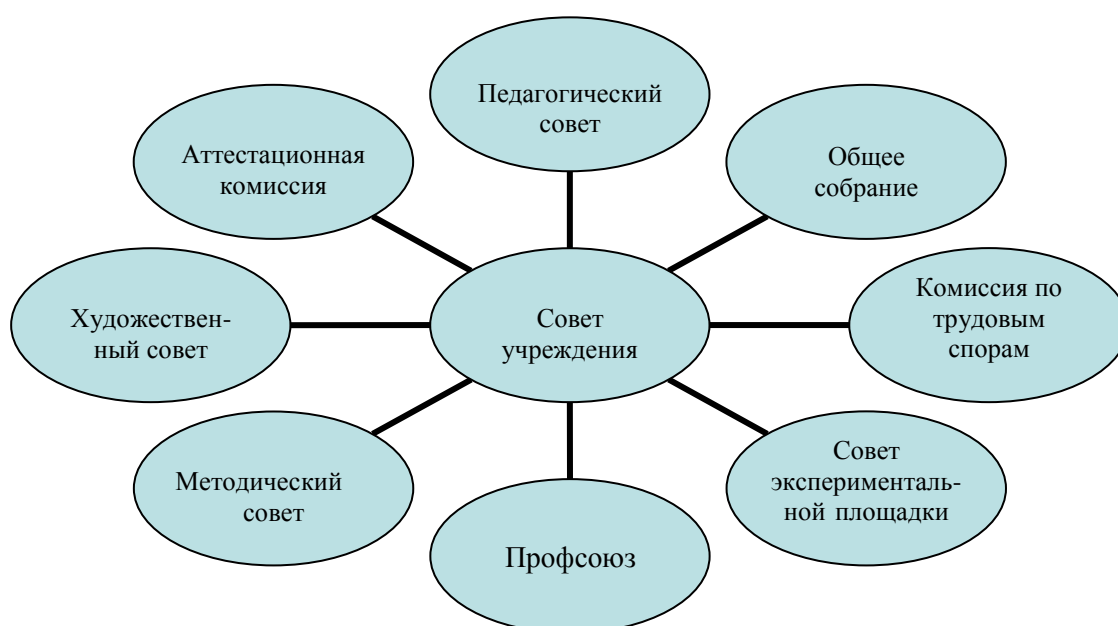 Педагогический
совет
Аттестационная
комиссия
Общее
собрание
Художествен-
ный совет
Совет
учреждения
Комиссия по
трудовым
спорам
Методический
совет
Совет
эксперименталь-
ной площадки
Профсоюз